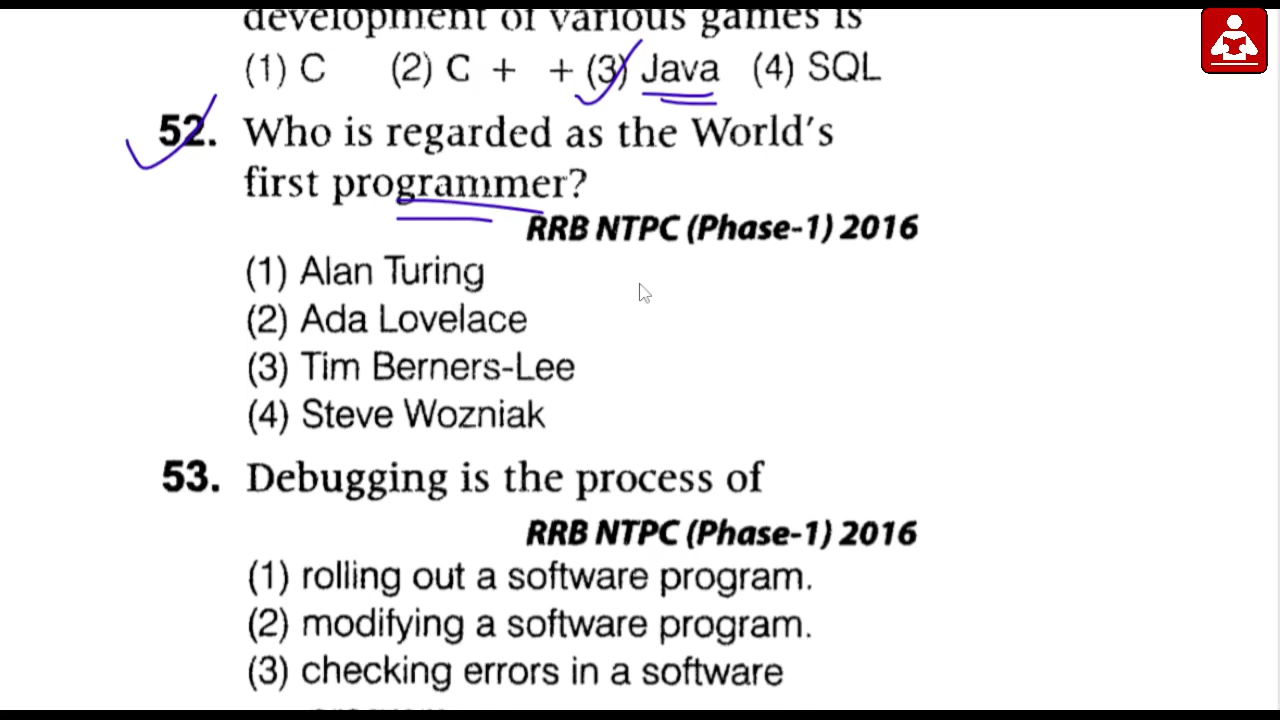 development of various games is
(1) C (2) C + + (3) Java (4) SQL
52. Who is regarded as the World's
first programmer?
RRB NTPC (Phase-1) 2016
(1) Alan Turing
(2) Ada Lovelace
(3) Tim Berners-Lee
(4) Steve Wozniak
53. Debugging is the process of
RRB NTPC (Phase-1) 2016
(1) rolling out a software program.
(2) modifying a software program.
(3) checking errors in a software